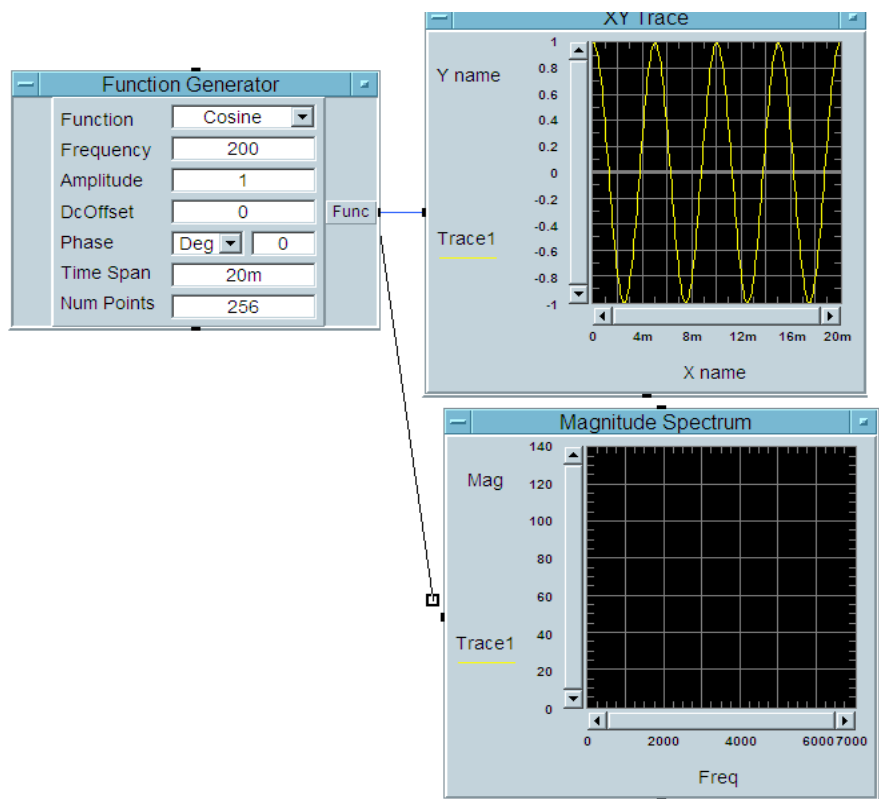 Function Generator
Function Cosine
Frequency 200
Amplitude 1
DcOffset 0
Phase Deg 0
Time Span 20m
Num Points 256
Func
XY Trace
Y name
Trace1
1
0.8
0.6
0.4
0.2
0
-0.2
-0.4
-0.6
-0.8
-1
0 4m 8m 12m 16m 20m
X name
Magnitude Spectrum
Mag
Trace1
140
120
100
80
60
40
20
0
0 2000 4000 6000 7000
Freq